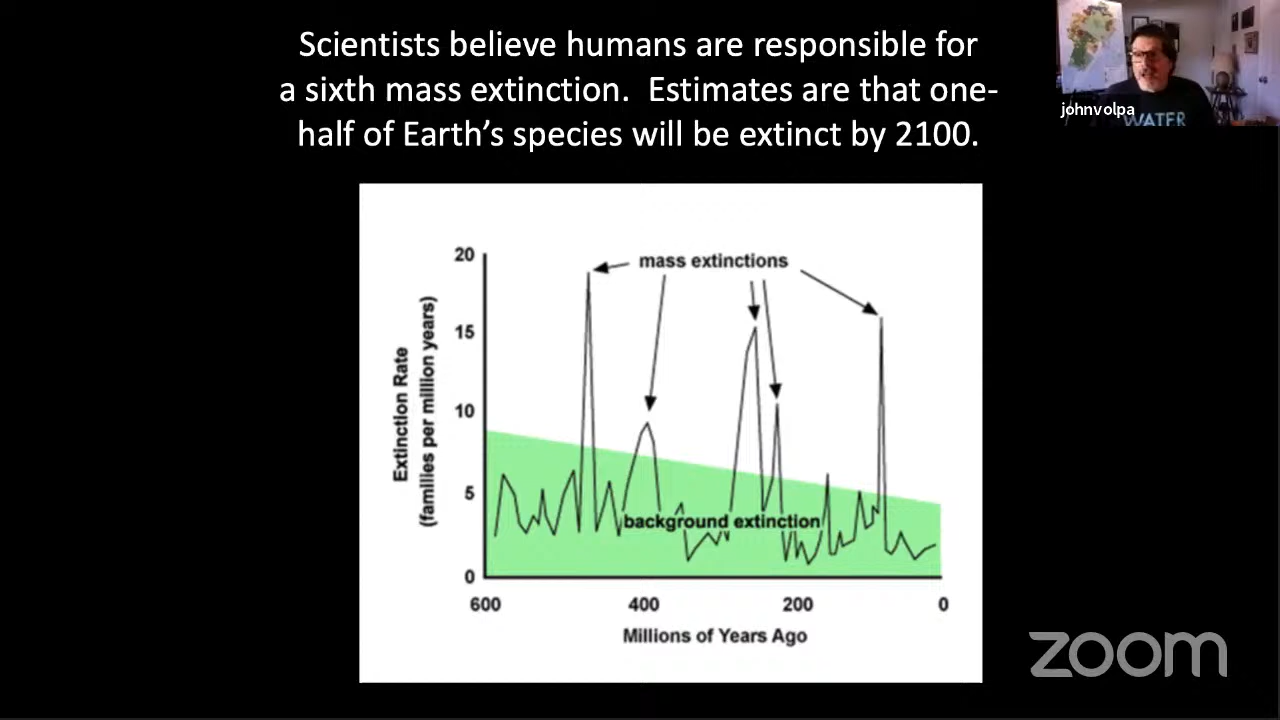 Scientists believe humans are responsible for
a sixth mass extinction.  Estimates are that one-
half of Earth’s species will be extinct by 2100.
johnvolpa
WATER
mass extinctions
20
15
10
5
0
Extinction Rate
(families per million years)
background extinction
600
400
200
0
Millions of Years Ago
zoom